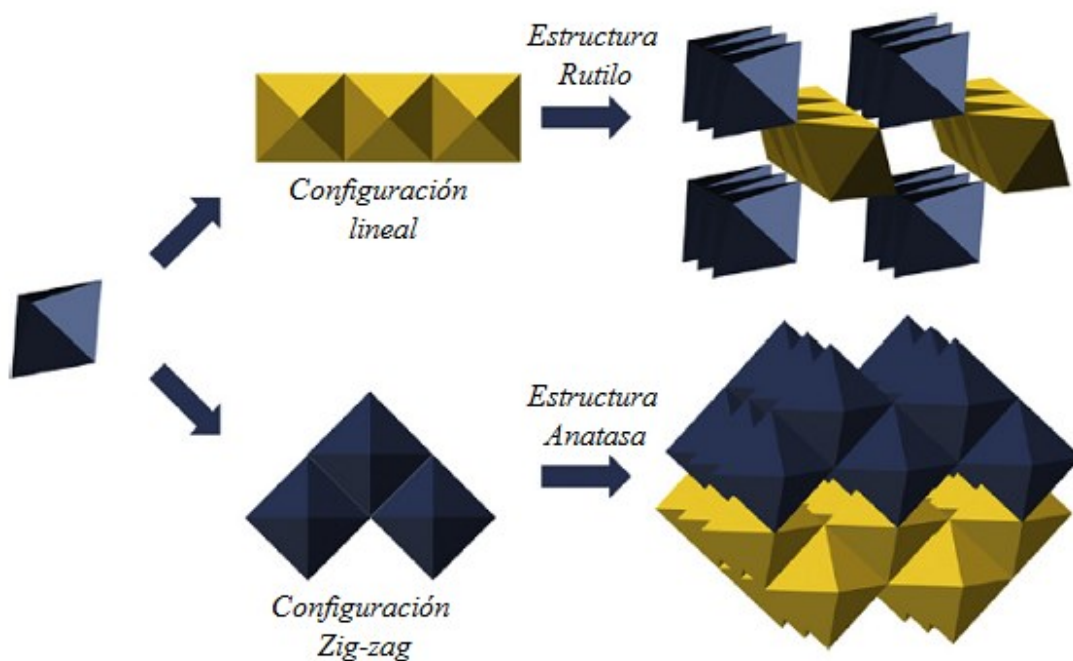 Estructura
Rutilo
Configuración
lineal
Estructura
Anatasa
Configuración
Zig-zag